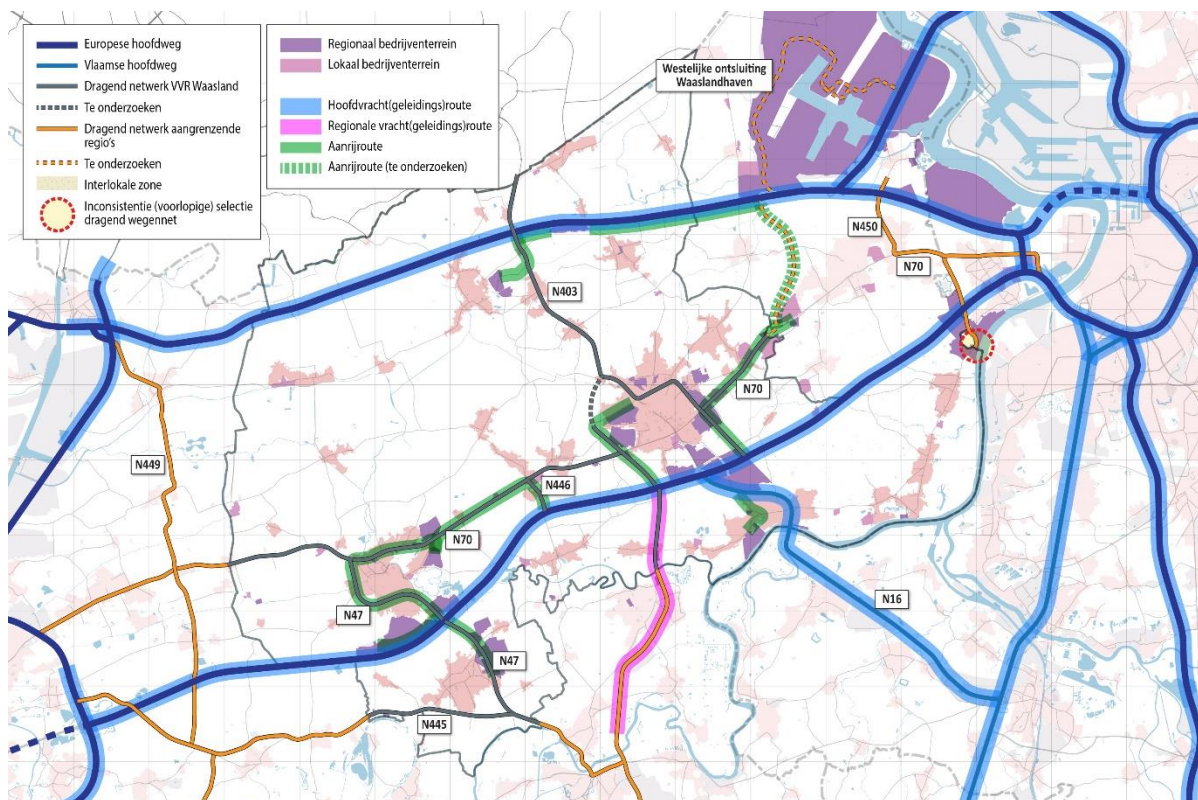 Europese hoofdweg
Vlaamse hoofdweg
Dragend netwerk VVR Waasland
Te onderzoeken
Dragend netwerk aangrenzende
regio's
Te onderzoeken
Interlokale zone
Inconsistentie (voorlopige) selectie
dragend wegennet
Regionaal bedrijventerrein
Lokaal bedrijventerrein
Hoofdvracht(geleidings)route
Regionale vracht(geleidings)route
Aanrijroute
Aanrijroute (te onderzoeken)
Westelijke ontsluiting
Waaslandhaven
N450
N70
N403
N70
N449
N446
N70
N16
N47
N47
N445